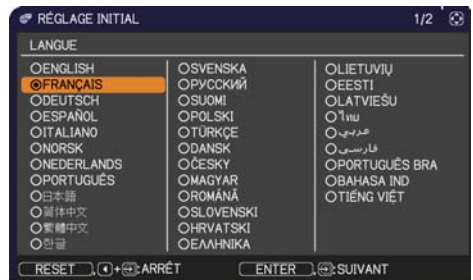 RÉGLAGE INITIAL 1/2
LANGUE
ENGLISH
FRANÇAIS
DEUTSCH
ESPAÑOL
ITALIANO
NORSK
NEDERLANDS
PORTUGUÊS
日本語
简体中文
繁體中文
한글
SVENSKA
РУССКИЙ
SUOMI
POLSKI
TÜRKÇE
DANSK
ČESKY
MAGYAR
ROMÂNĂ
SLOVENSKI
HRVATSKI
ΕΛΛΗΝΙΚΑ
LIETUVIŲ
EESTI
LATVIEŠU
ไทย
عربي
فارسی
PORTUGUÊS BRA
BAHASA IND
TIẾNG VIỆT
RESET , + :ARRÊT ENTER , :SUIVANT